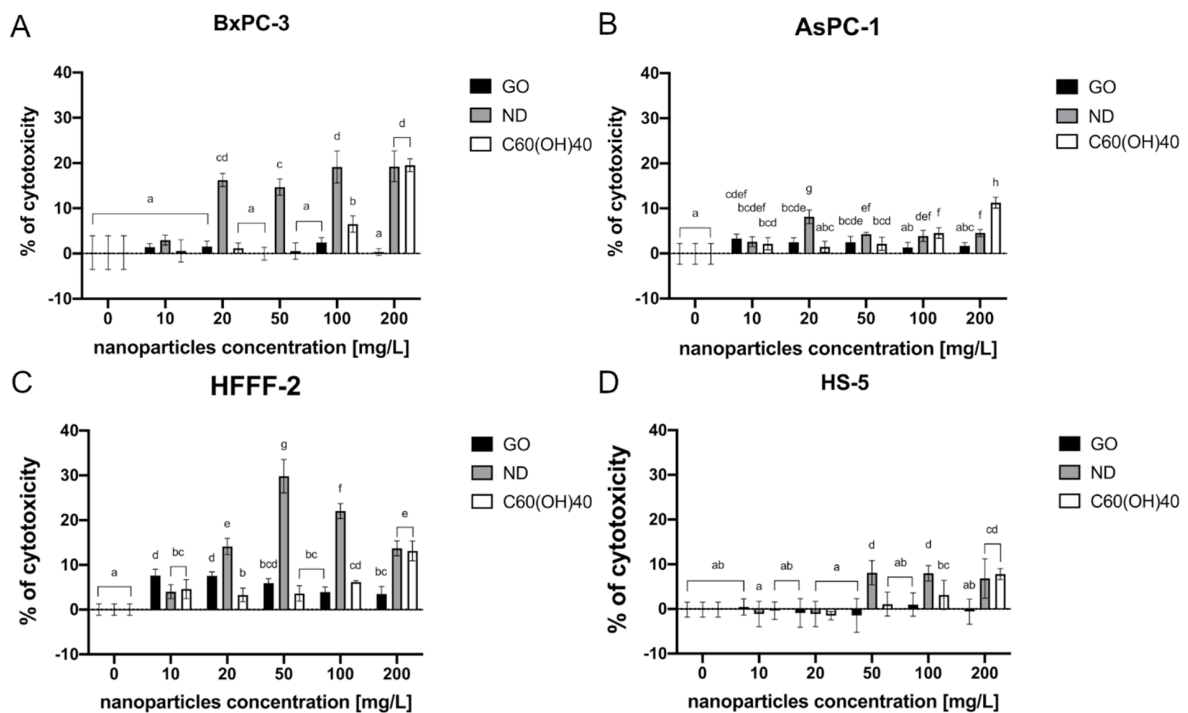 A
BxPC-3
% of cytotoxicity
40
30
20
10
0
-10
a
cd
a
c
a
d
b
a
d
0 10 20 50 100 200
nanoparticles concentration [mg/L]
GO
ND
C60(OH)40
B
AsPC-1
% of cytotoxicity
40
30
20
10
0
-10
a
cdef
bcdef
bcd
bcde
g
abc
bcde
ef
bcd
ab
def
f
abc
f
h
0 10 20 50 100 200
nanoparticles concentration [mg/L]
GO
ND
C60(OH)40
C
HFFF-2
% of cytotoxicity
40
30
20
10
0
-10
a
d
bc
d
e
b
bcd
g
bc
f
cd
bc
e
0 10 20 50 100 200
nanoparticles concentration [mg/L]
GO
ND
C60(OH)40
D
HS-5
% of cytotoxicity
40
30
20
10
0
-10
ab
a
ab
a
d
ab
d
bc
ab
cd
0 10 20 50 100 200
nanoparticles concentration [mg/L]
GO
ND
C60(OH)40